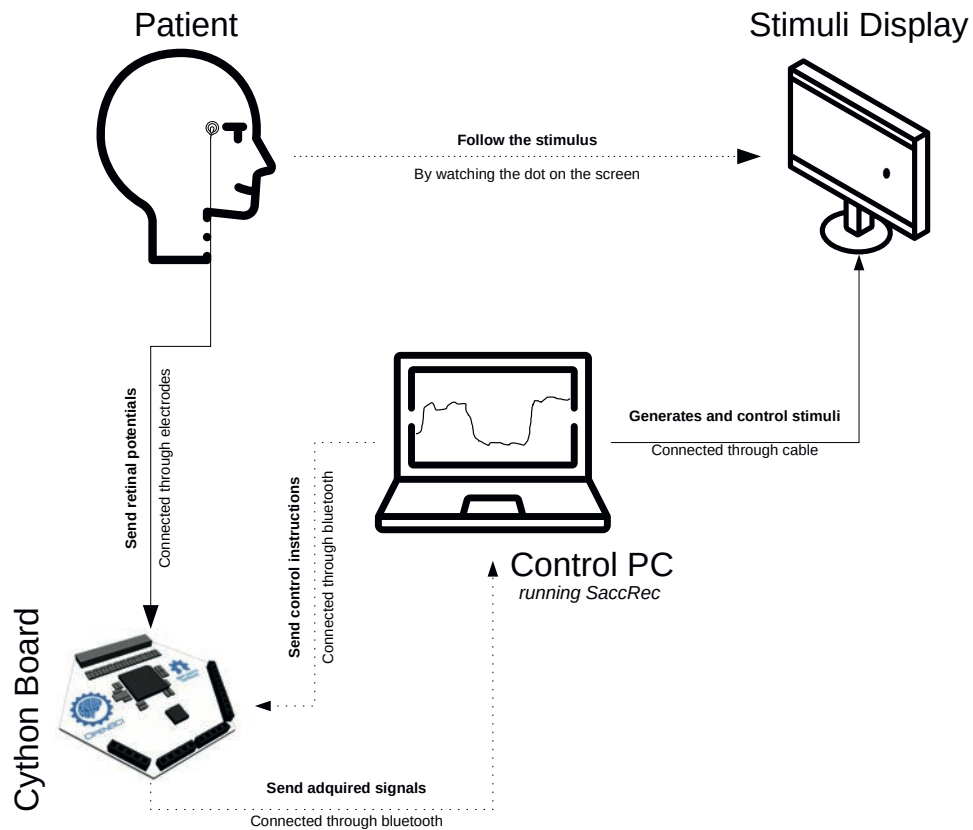 Patient
Stimuli Display
Follow the stimulus
By watching the dot on the screen
Send retinal potentials
Connected through electrodes
Generates and control stimuli
Connected through cable
Send control instructions
Connected through bluetooth
Control PC
running SaccRec
Cython Board
OPENBCI
Send adquired signals
Connected through bluetooth